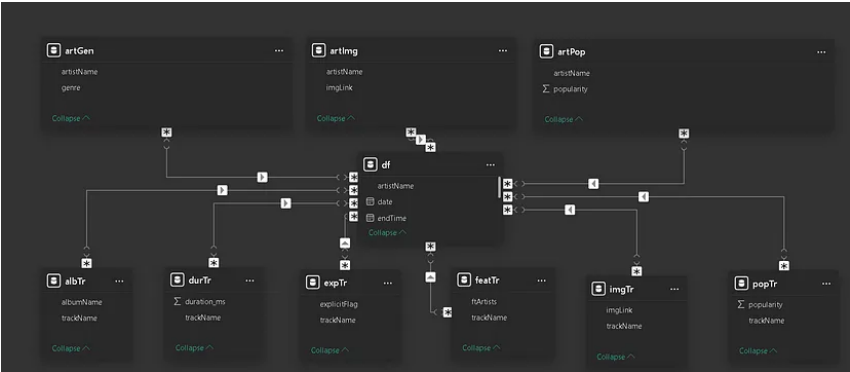 artGen
artistName
genre
Collapse
artImg
artistName
imgLink
Collapse
artPop
artistName
popularity
Collapse
df
artistName
date
endTime
Collapse
albTr
albumName
trackName
Collapse
durTr
duration_ms
trackName
Collapse
expTr
explicitFlag
trackName
Collapse
featTr
ftArtists
trackName
Collapse
imgTr
imgLink
trackName
Collapse
popTr
popularity
trackName
Collapse